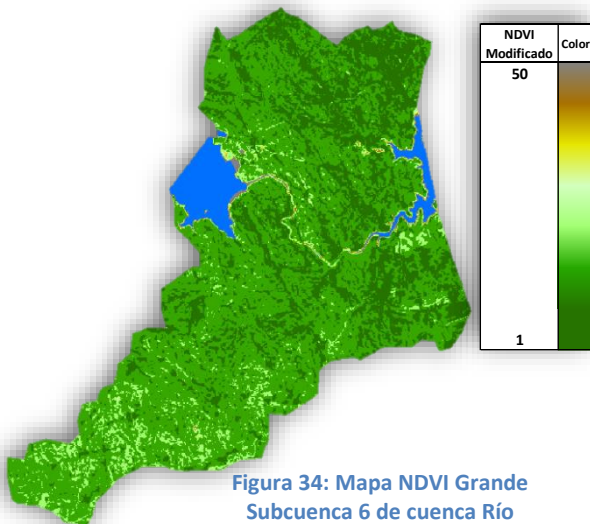 NDVI Modificado Color
50
1
Figura 34: Mapa NDVI Grande
Subcuenca 6 de cuenca Río